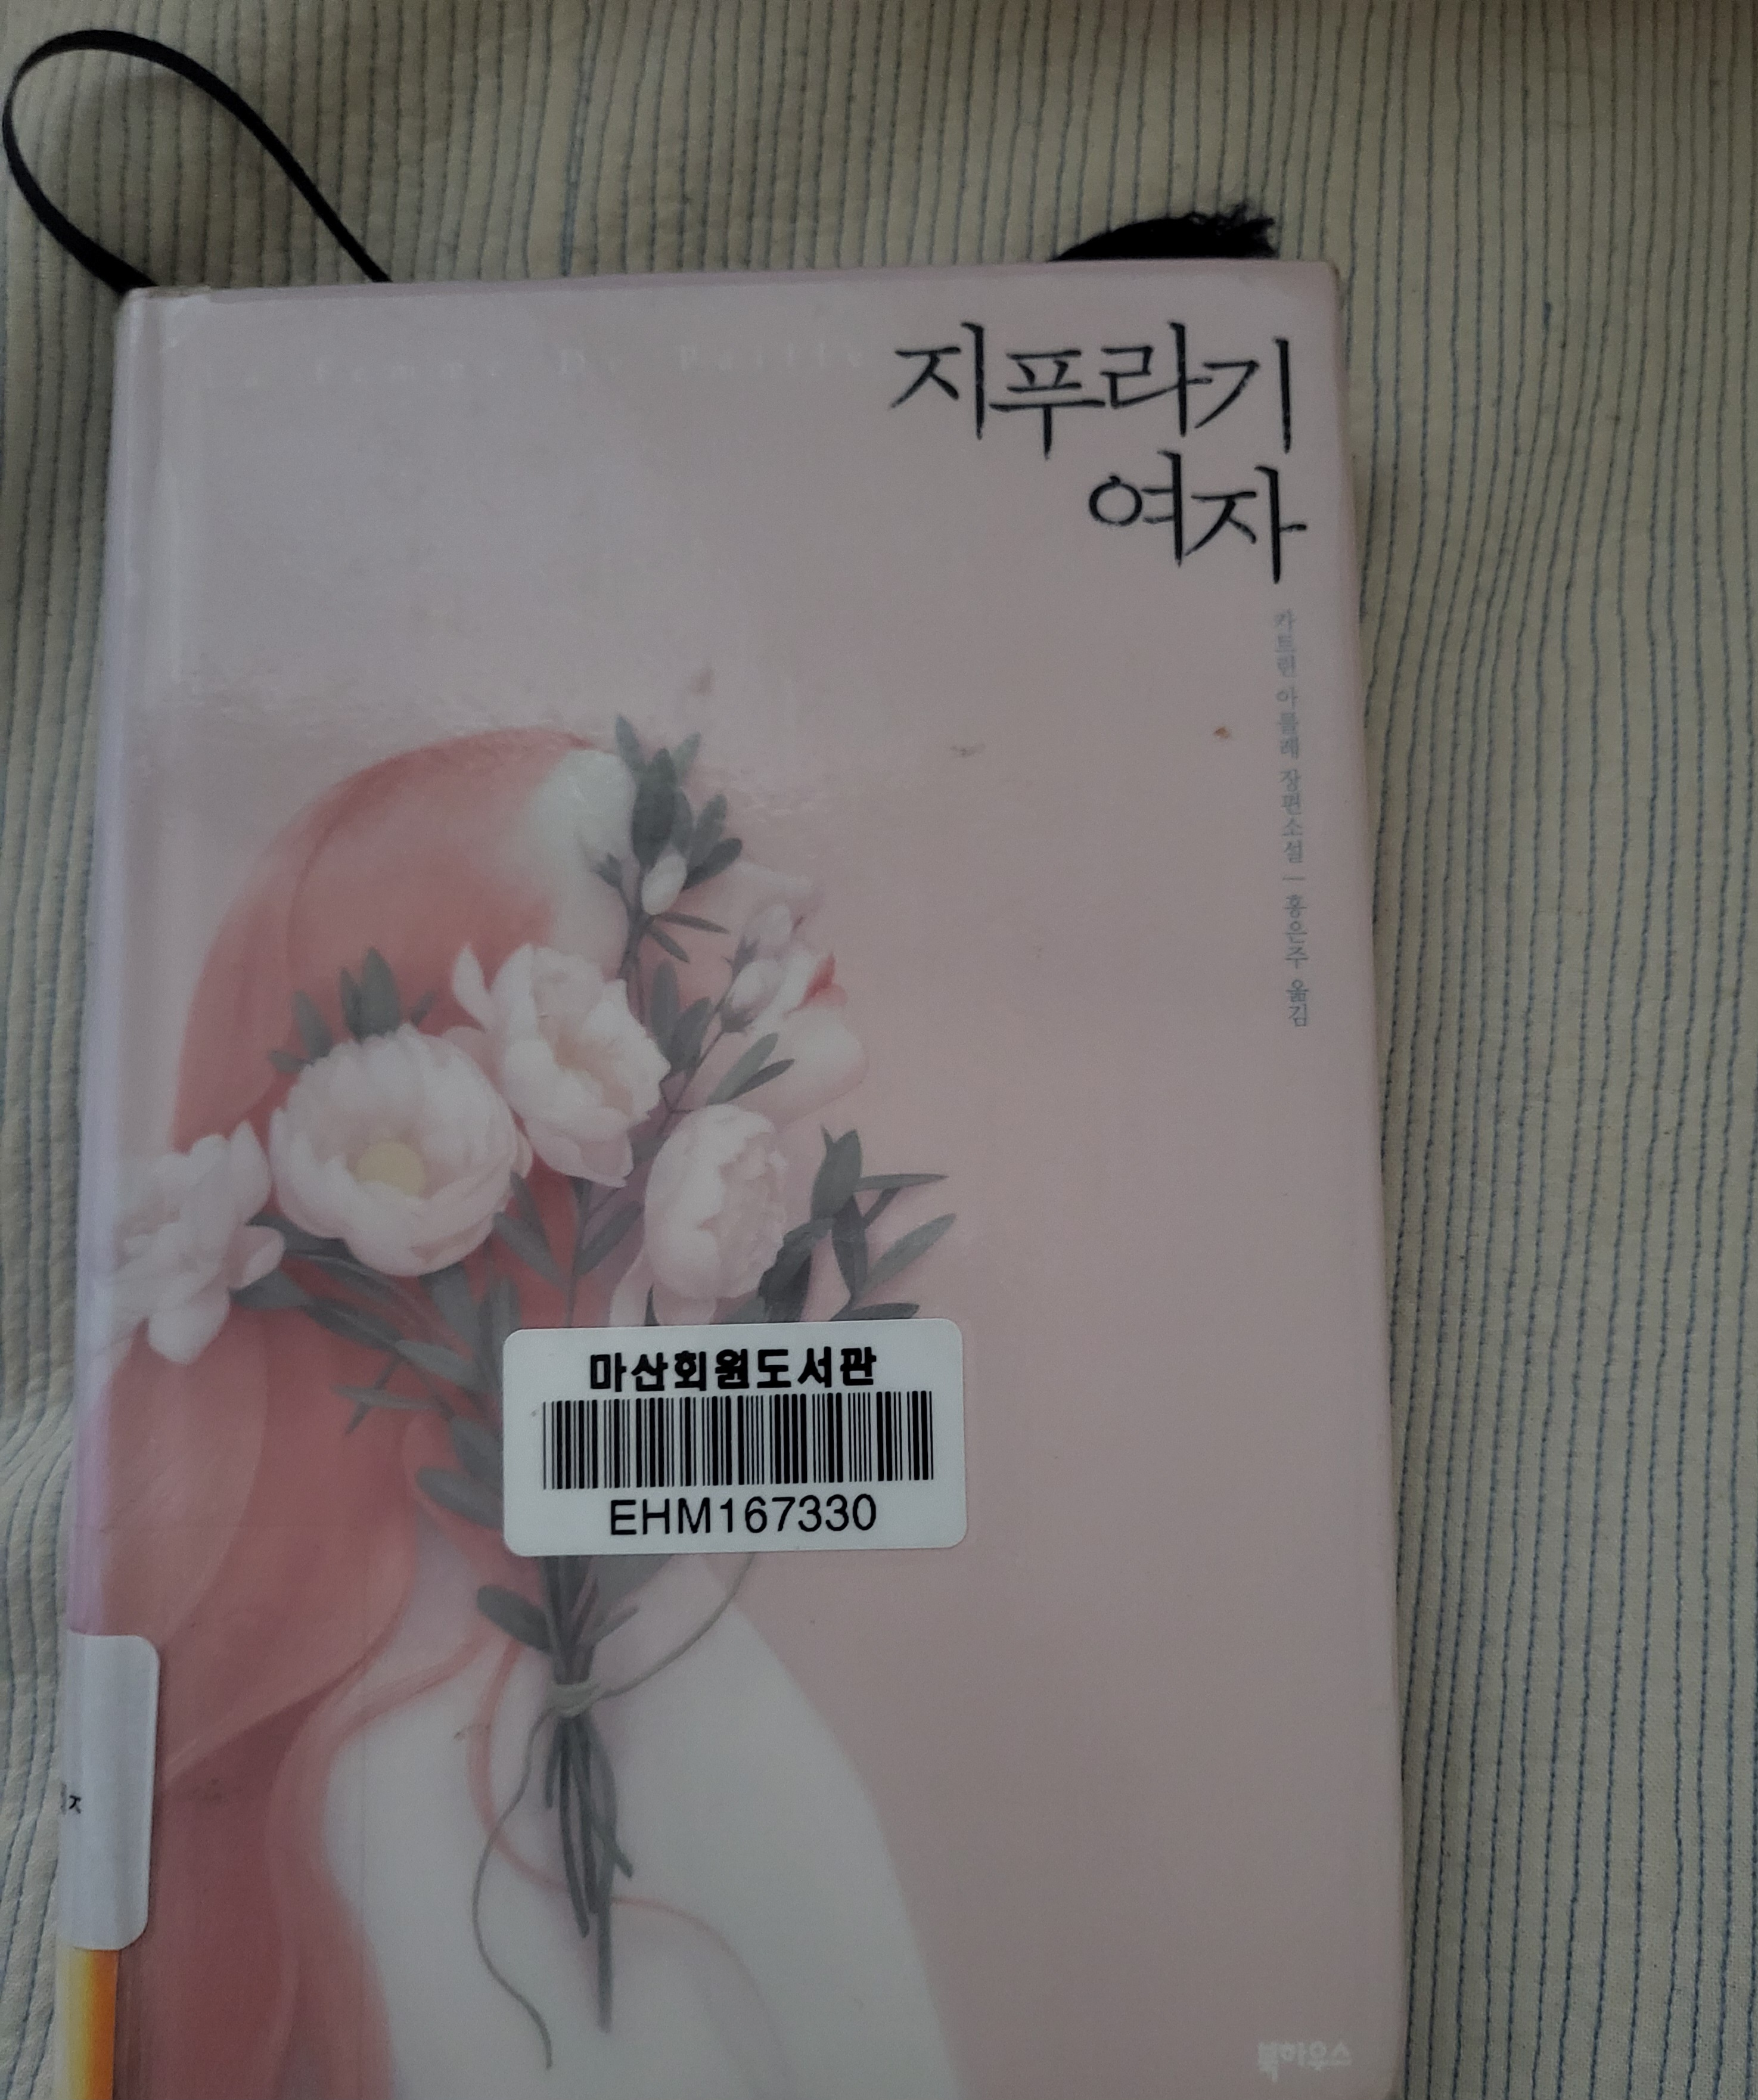 La Femme De Paille
지푸라기
여자
카트린 아를레 장편소설 | 홍은주 옮김
마산회원도서관
EHM167330
북하우스